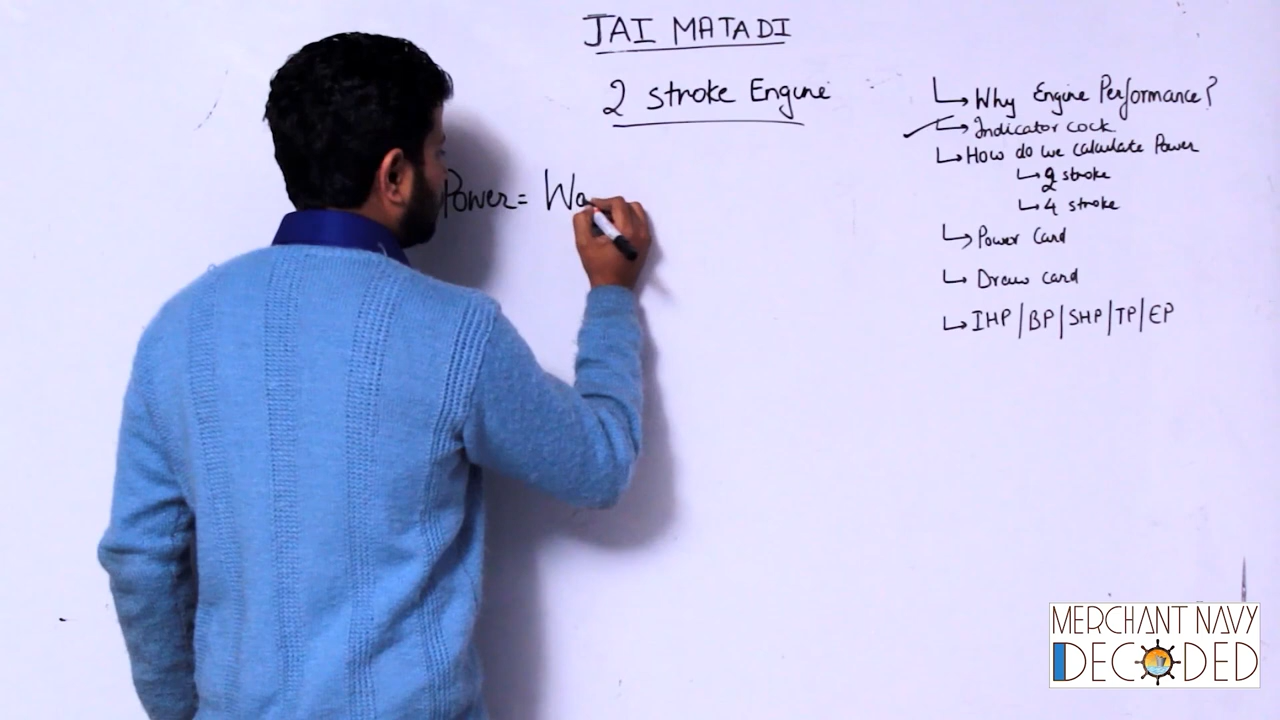 JAI MATADI
2 stroke Engine
Power = Wo
↳ Why Engine Performance?
✓ ↳ Indicator cock
↳ How do we calculate Power
↳ 2 stroke
↳ 4 stroke
↳ Power Card
↳ Draw card
↳ IHP / BP / SHP / TP / EP
MERCHANT NAVY
DECODED